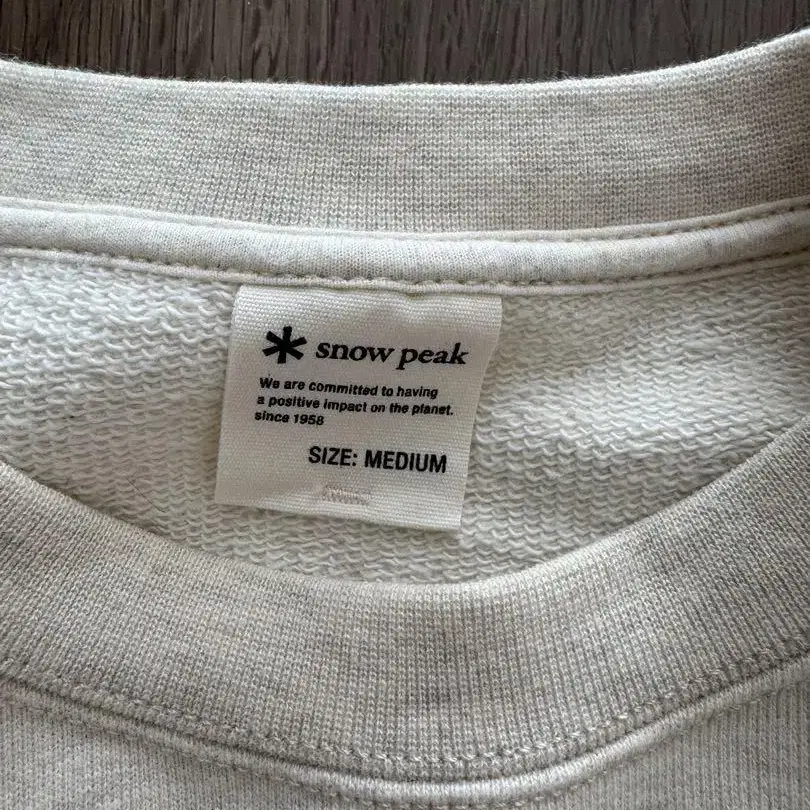 snow peak
We are committed to having
a positive impact on the planet.
since 1958
SIZE: MEDIUM